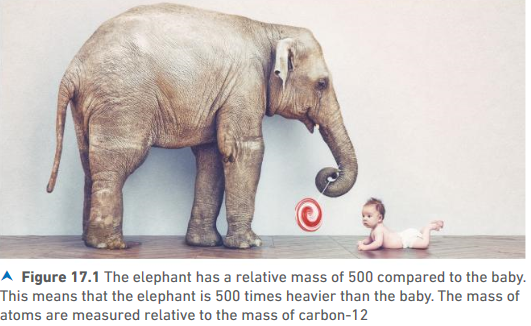 Figure 17.1 The elephant has a relative mass of 500 compared to the baby.
This means that the elephant is 500 times heavier than the baby. The mass of
atoms are measured relative to the mass of carbon-12